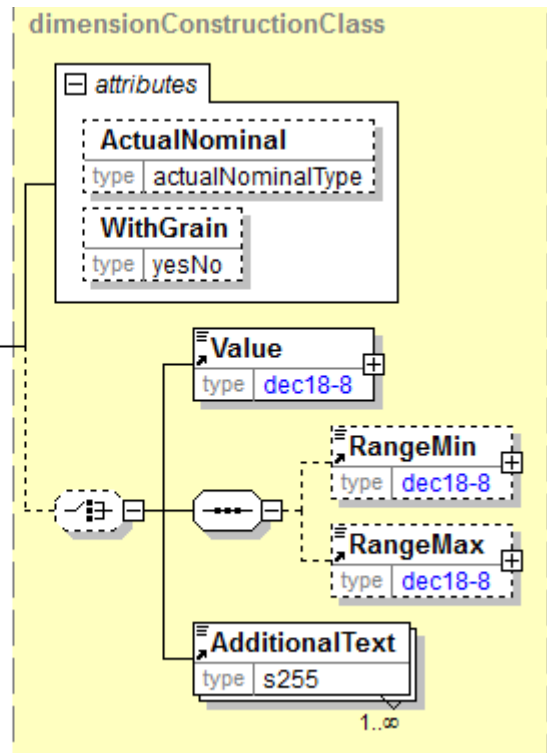 dimensionConstructionClass
attributes
ActualNominal
type actualNominalType
WithGrain
type yesNo
Value
type dec18-8
RangeMin
type dec18-8
RangeMax
type dec18-8
AdditionalText
type s255
1..∞